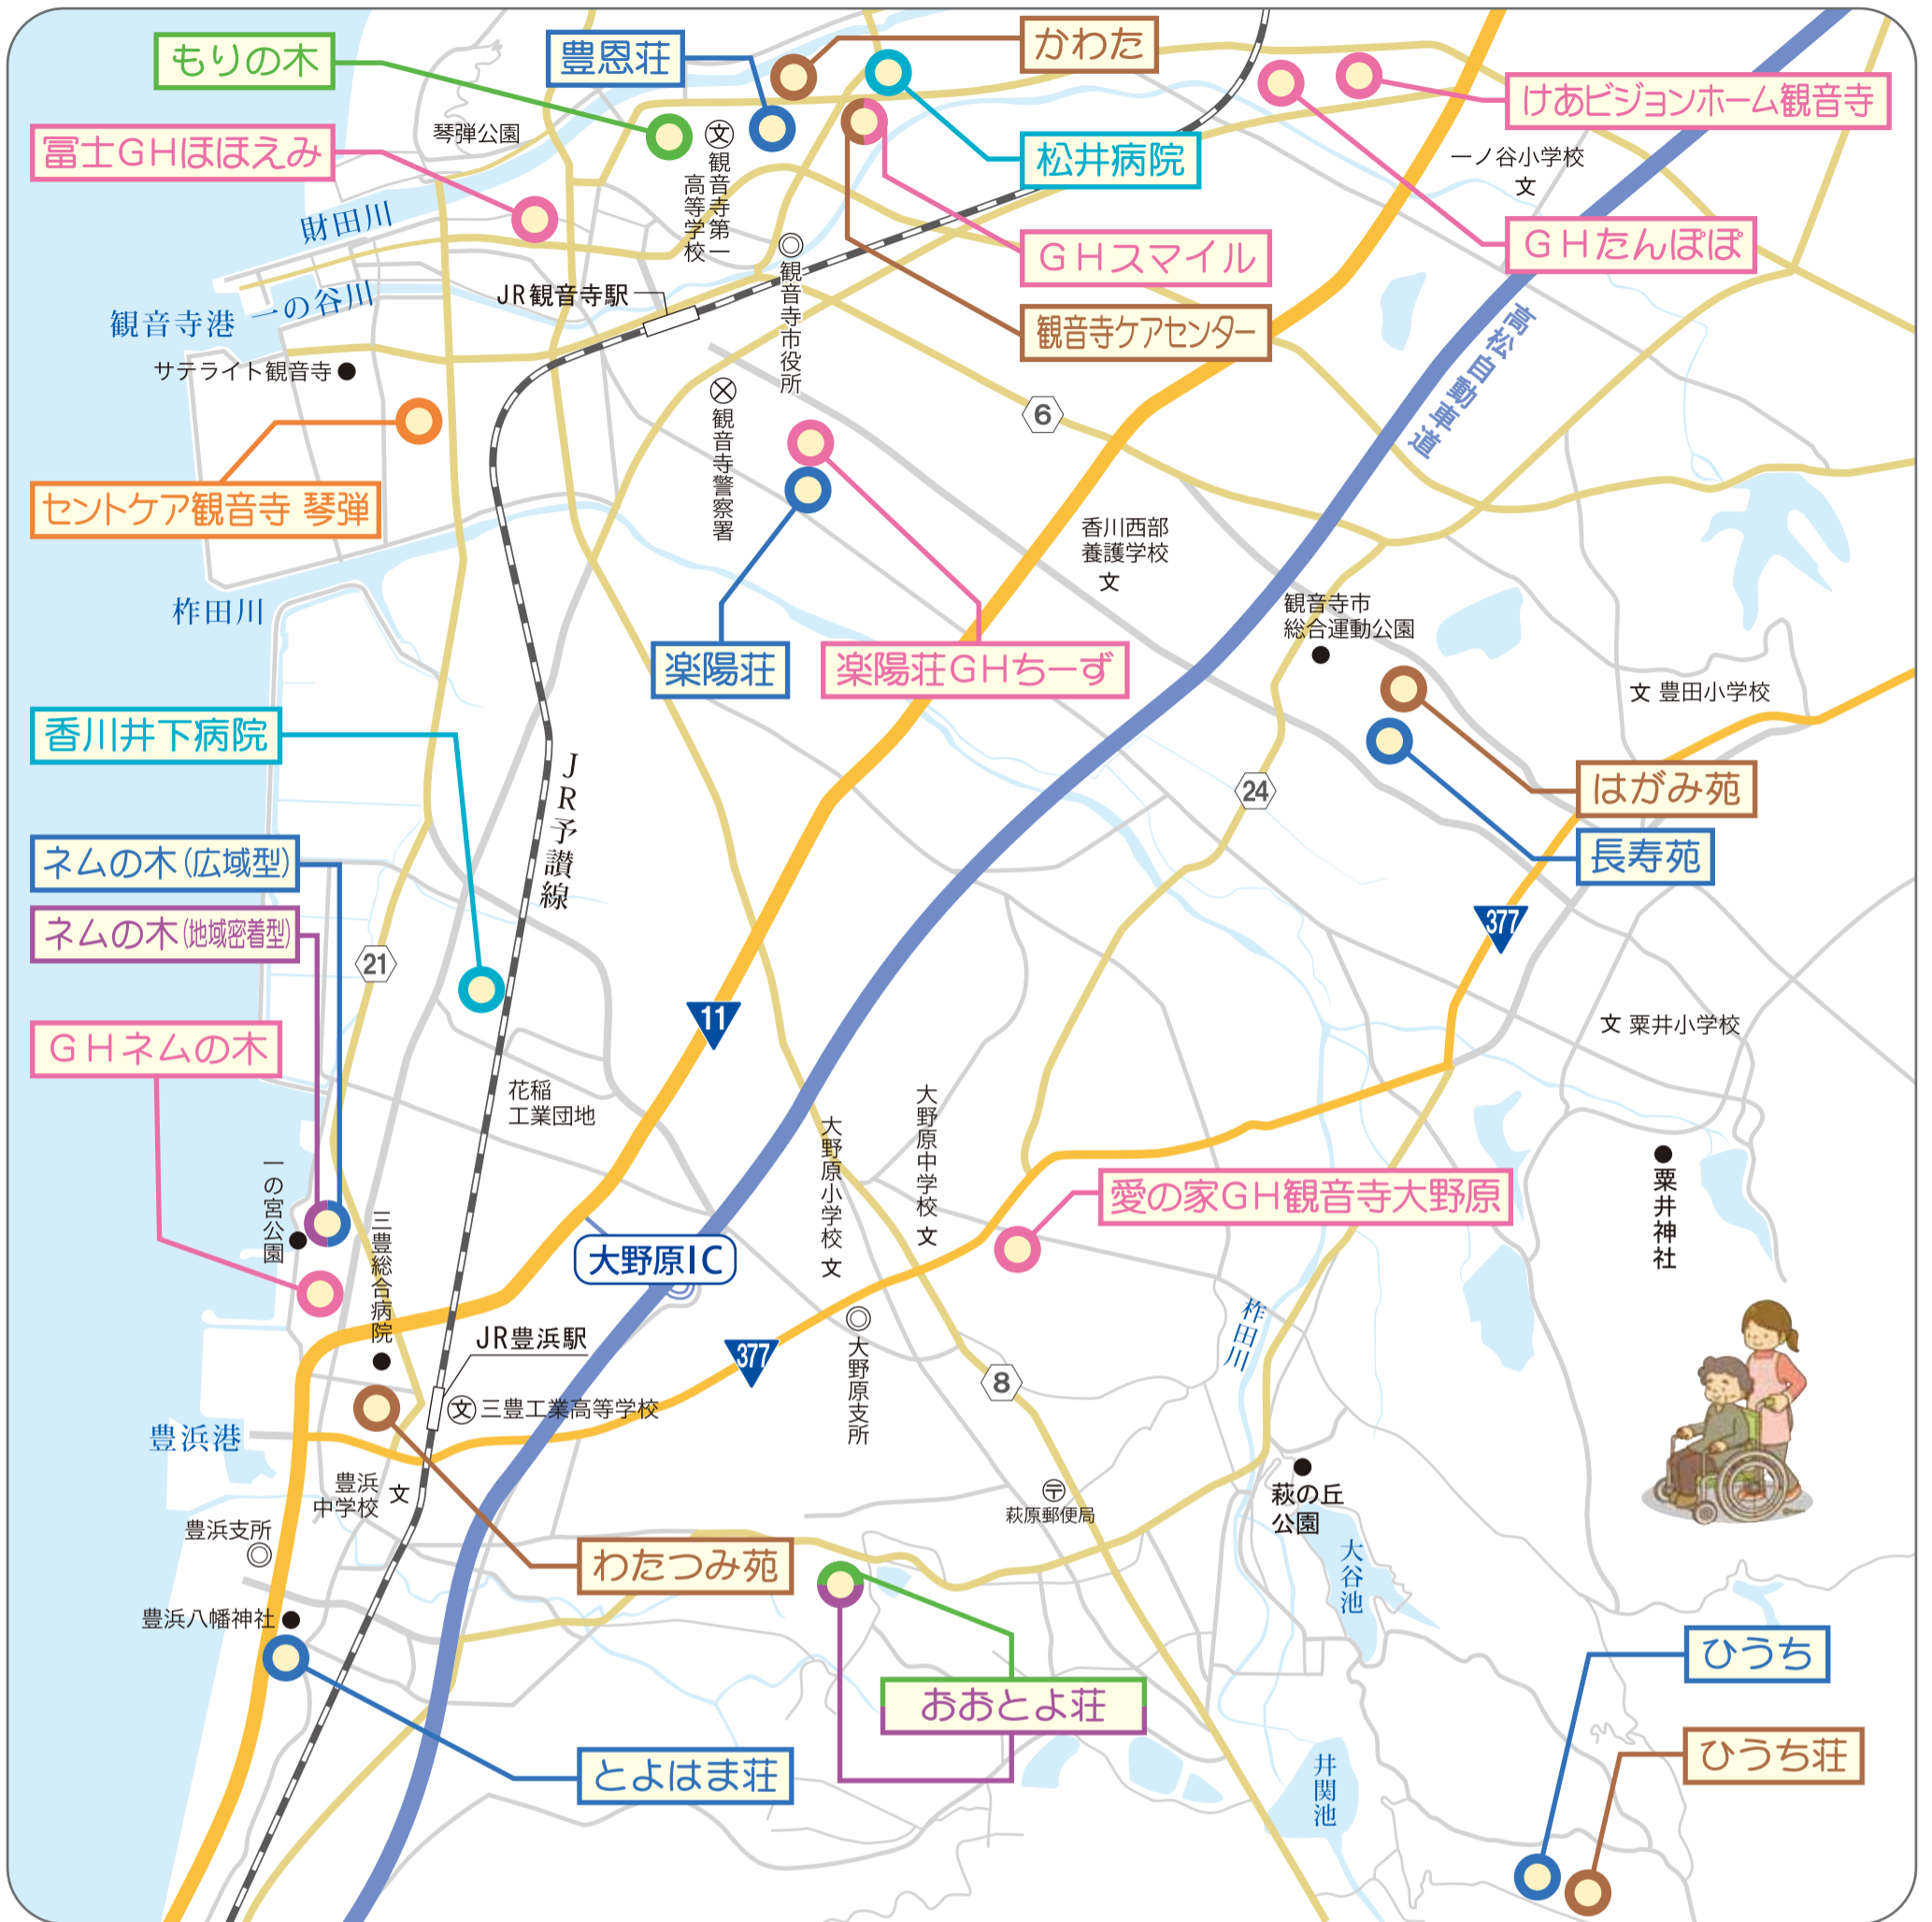 もりの木
豊恩荘
かわた
けあビジョンホーム観音寺
冨士GHほほえみ
琴弾公園
観音寺第一
高等学校
松井病院
一ノ谷小学校
文
財田川
GHスマイル
GHたんぽぽ
観音寺港
一の谷川
JR観音寺駅
観音寺市役所
観音寺ケアセンター
高松自動車道
サテライト観音寺
観音寺警察署
6
セントケア観音寺 琴弾
香川西部
養護学校
文
柞田川
観音寺市
総合運動公園
楽陽荘
楽陽荘GHちーず
文 豊田小学校
香川井下病院
JR予讃線
24
はがみ苑
長寿苑
ネムの木(広域型)
ネムの木(地域密着型)
377
21
11
文 粟井小学校
GHネムの木
花稲
工業団地
大野原小学校 文
大野原中学校 文
一の宮公園
三豊総合病院
愛の家GH観音寺大野原
粟井神社
大野原IC
柞田川
JR豊浜駅
377
大野原支所
8
文 三豊工業高等学校
豊浜港
豊浜
中学校
文
萩原郵便局
萩の丘
公園
豊浜支所
大谷池
わたつみ苑
豊浜八幡神社
おおとよ荘
ひうち
とよはま荘
井関池
ひうち荘